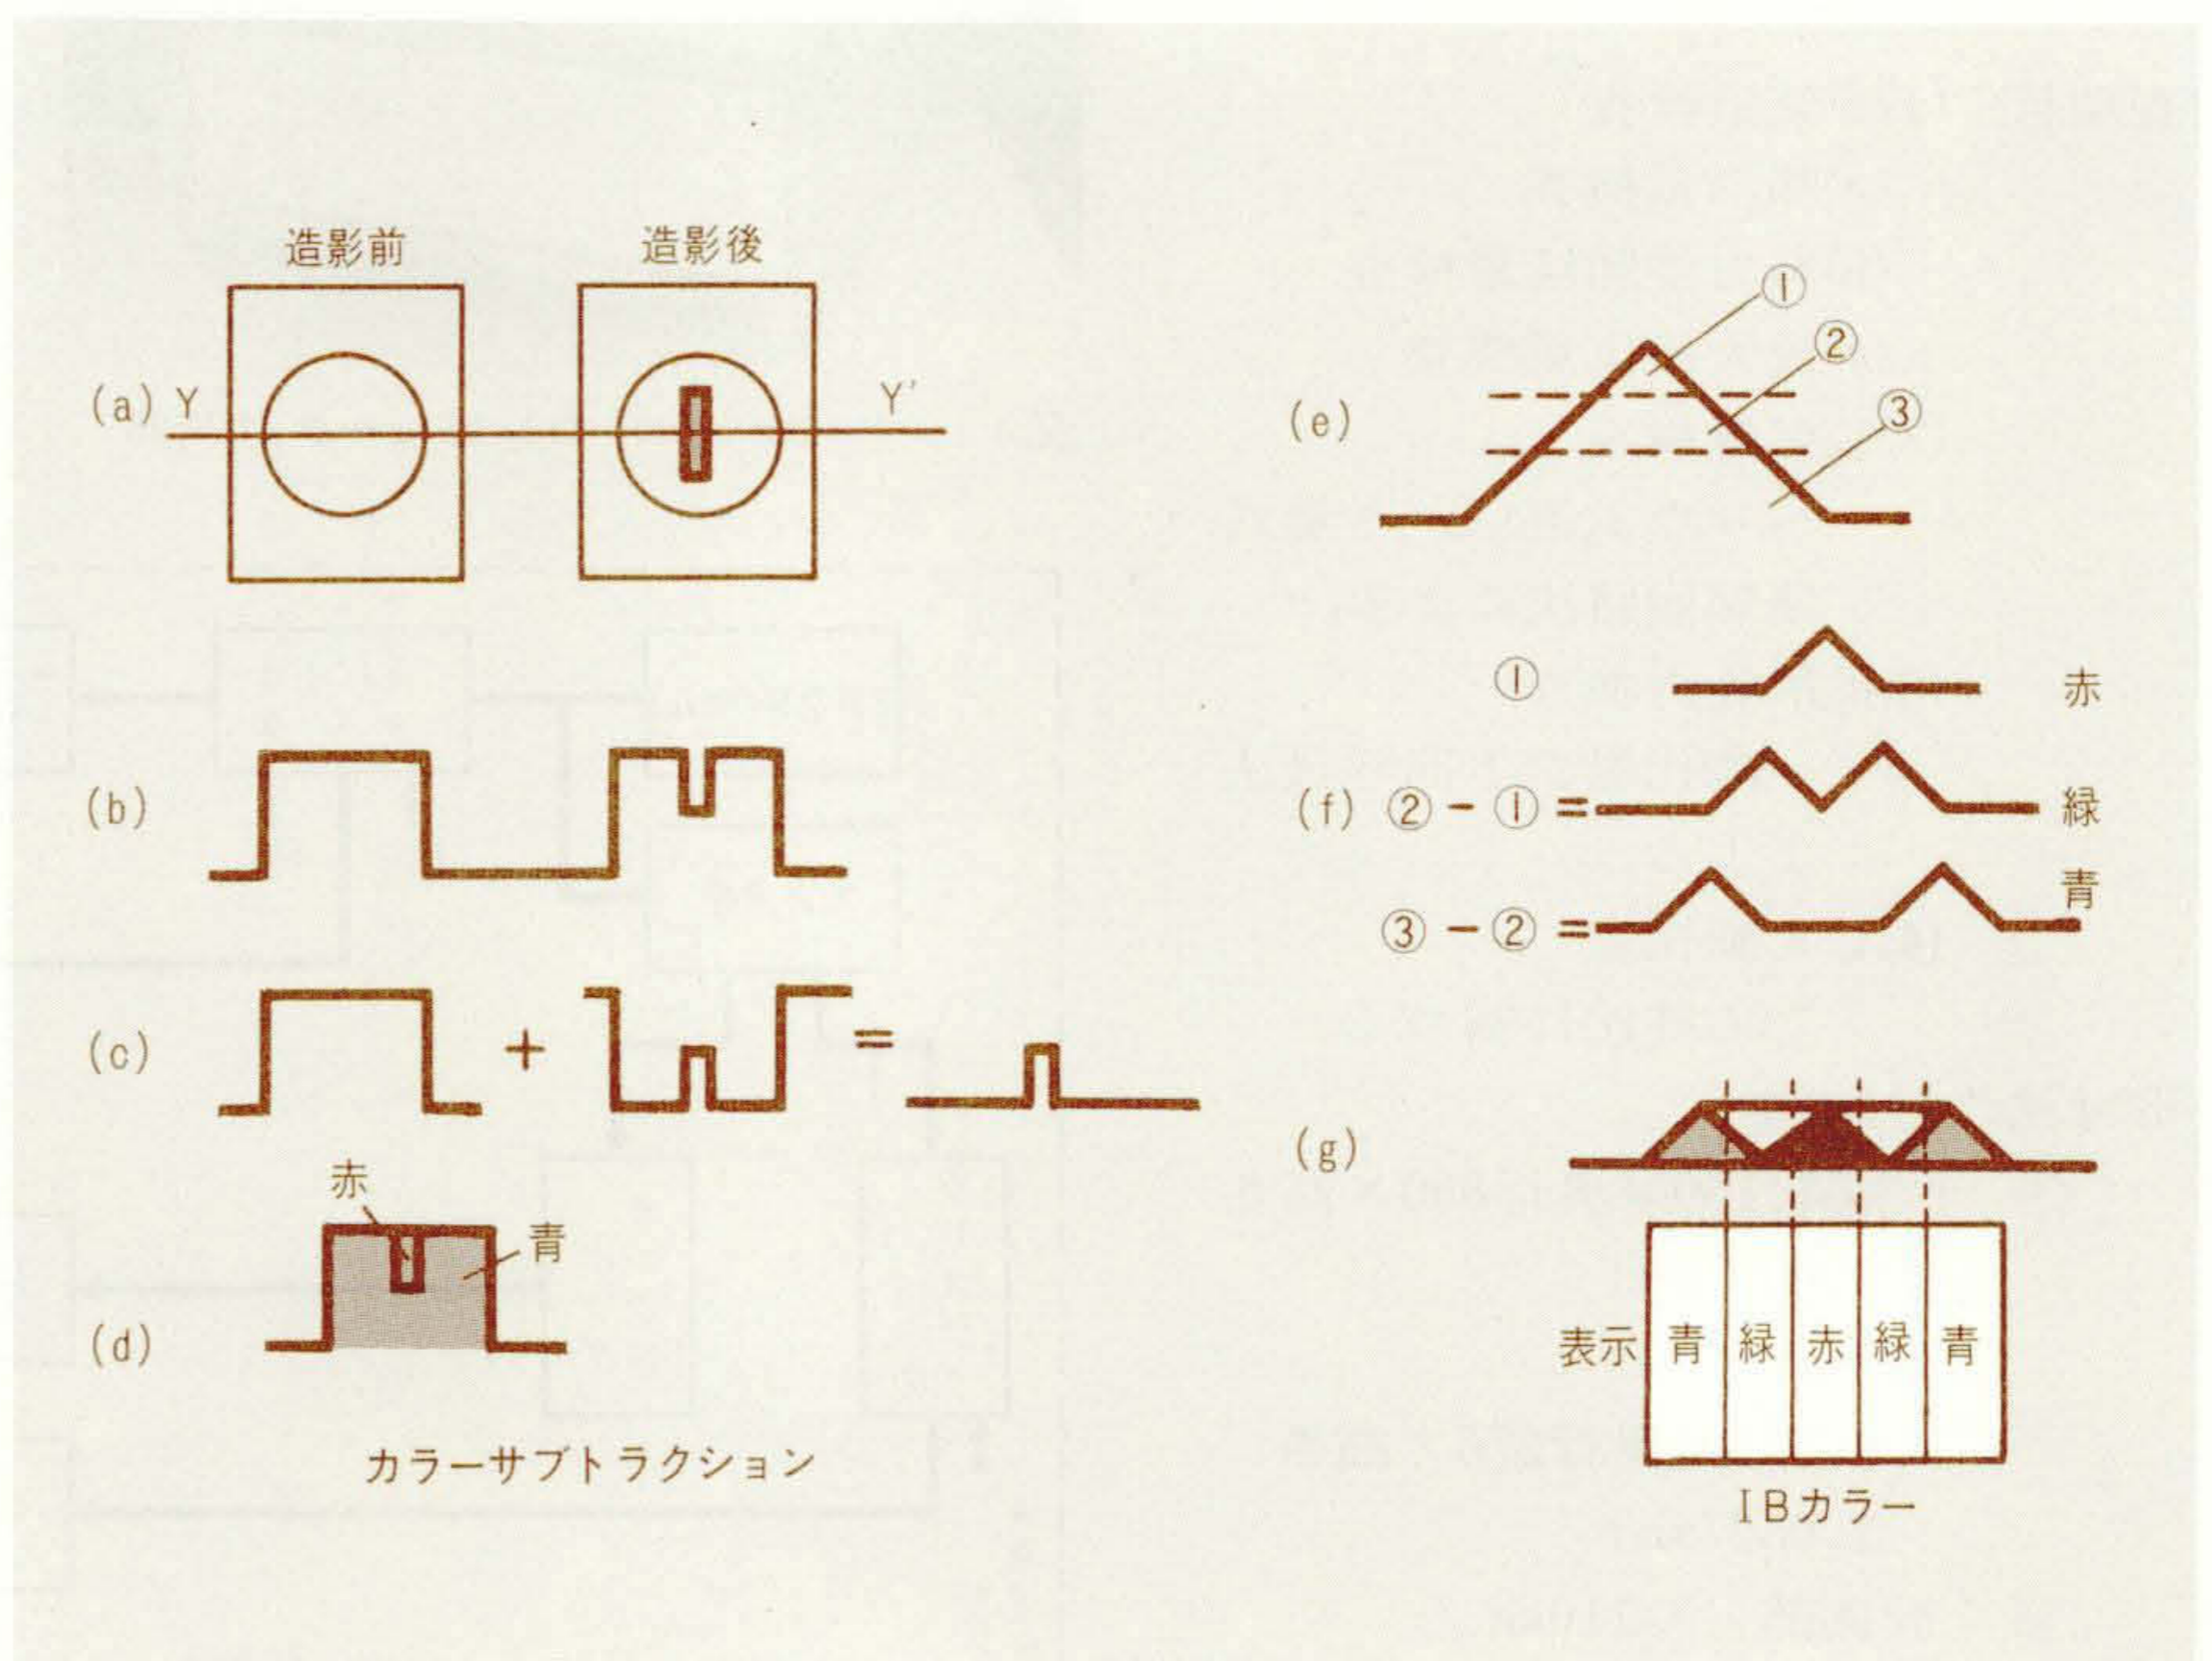 造影前 造影後
(a) Y Y'
(b)
(c) + =
赤
青
(d)
カラーサブトラクション
①
②
③
(e)
① 赤
(f) ② - ① = 緑
③ - ② = 青
(g)
表示 青 緑 赤 緑 青
IBカラー